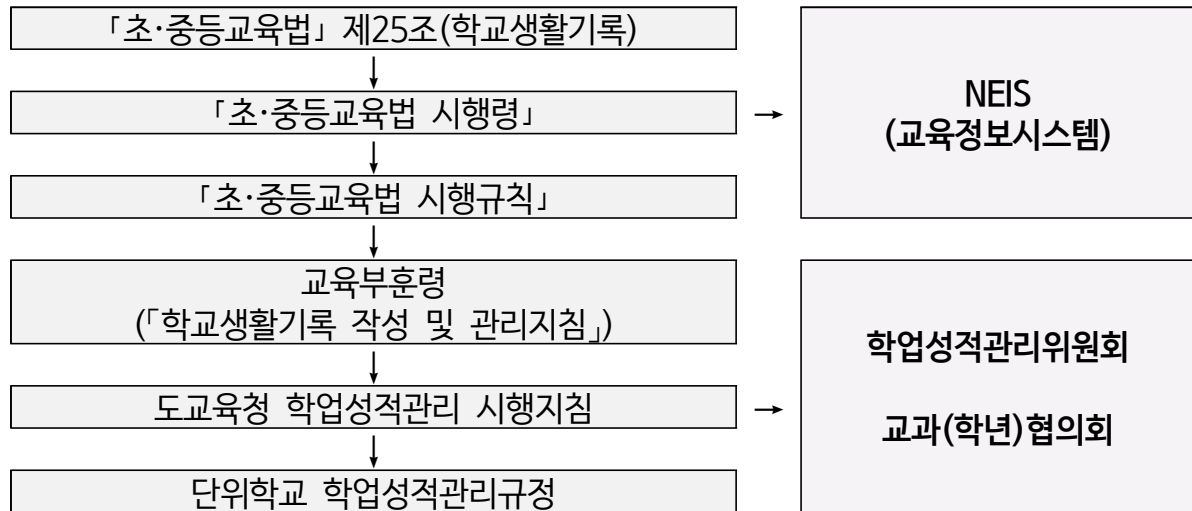 「초·중등교육법」 제25조(학교생활기록)
「초·중등교육법 시행령」
「초·중등교육법 시행규칙」
교육부훈령
(「학교생활기록 작성 및 관리지침」)
도교육청 학업성적관리 시행지침
단위학교 학업성적관리규정
NEIS
(교육정보시스템)
학업성적관리위원회
교과(학년)협의회